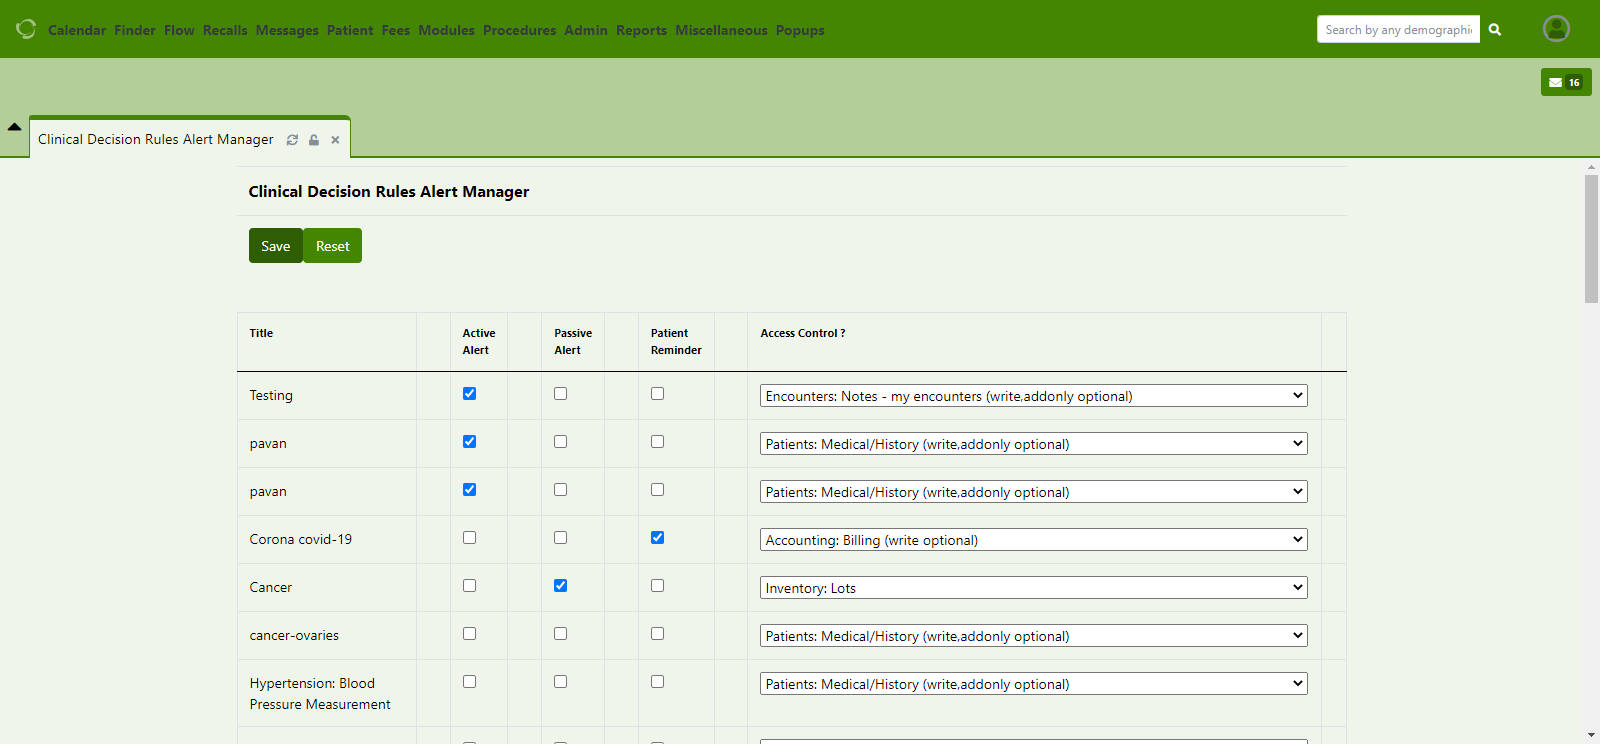 Calendar Finder Flow Recalls Messages Patient Fees Modules Procedures Admin Reports Miscellaneous Popups
Search by any demographic
16
Clinical Decision Rules Alert Manager
Clinical Decision Rules Alert Manager
Save Reset
Title Active Alert Passive Alert Patient Reminder Access Control ?
Testing Encounters: Notes - my encounters (write,addonly optional)
pavan Patients: Medical/History (write,addonly optional)
pavan Patients: Medical/History (write,addonly optional)
Corona covid-19 Accounting: Billing (write optional)
Cancer Inventory: Lots
cancer-ovaries Patients: Medical/History (write,addonly optional)
Hypertension: Blood Patients: Medical/History (write,addonly optional)
Pressure Measurement